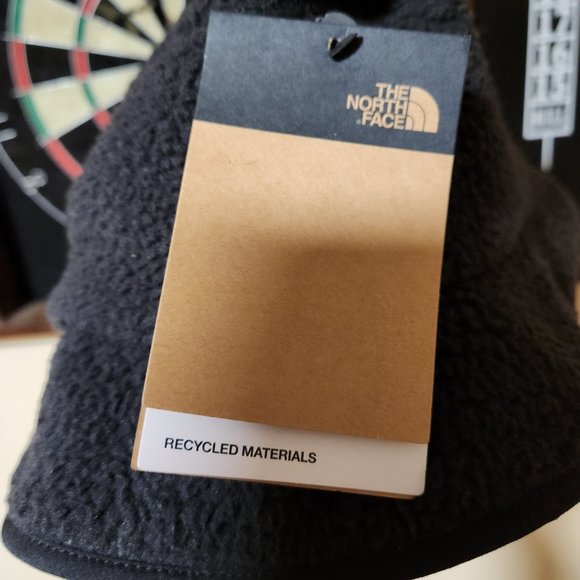 THE
NORTH
FACE
RECYCLED MATERIALS